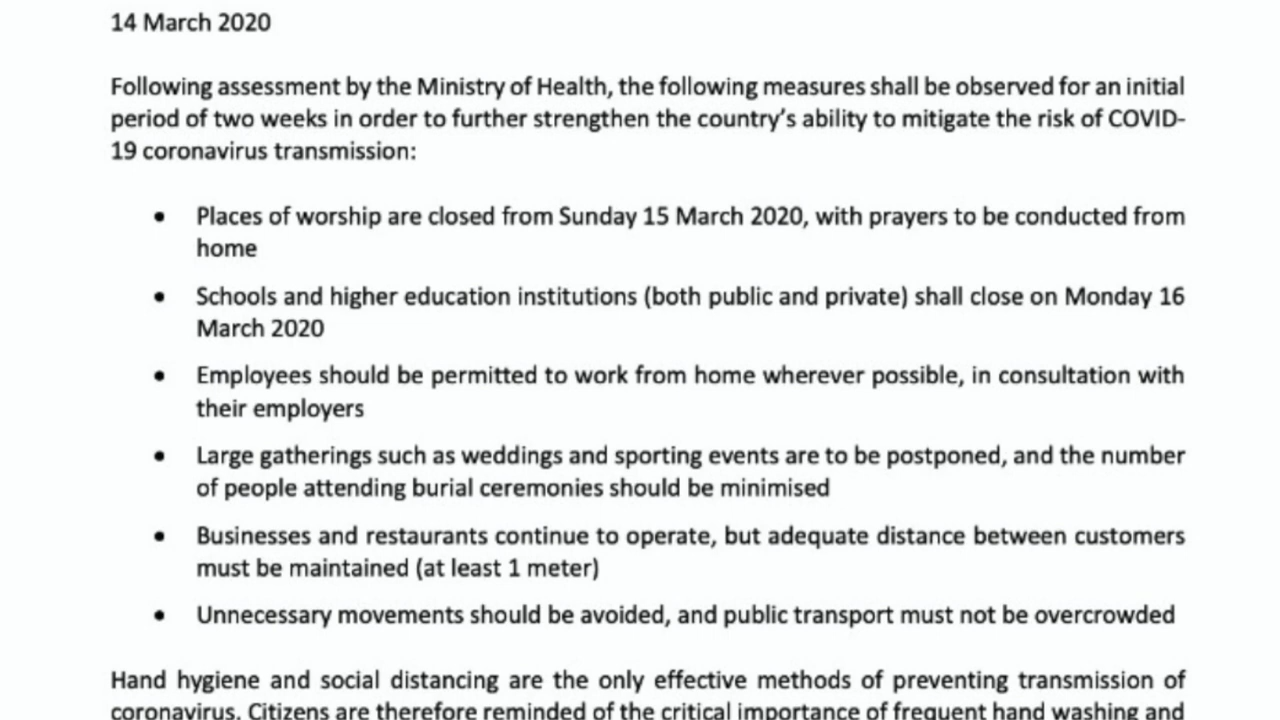 14 March 2020
Following assessment by the Ministry of Health, the following measures shall be observed for an initial
period of two weeks in order to further strengthen the country's ability to mitigate the risk of COVID-
19 coronavirus transmission:
• Places of worship are closed from Sunday 15 March 2020, with prayers to be conducted from
home
• Schools and higher education institutions (both public and private) shall close on Monday 16
March 2020
• Employees should be permitted to work from home wherever possible, in consultation with
their employers
• Large gatherings such as weddings and sporting events are to be postponed, and the number
of people attending burial ceremonies should be minimised
• Businesses and restaurants continue to operate, but adequate distance between customers
must be maintained (at least 1 meter)
• Unnecessary movements should be avoided, and public transport must not be overcrowded
Hand hygiene and social distancing are the only effective methods of preventing transmission of
coronavirus. Citizens are therefore reminded of the critical importance of frequent hand washing and